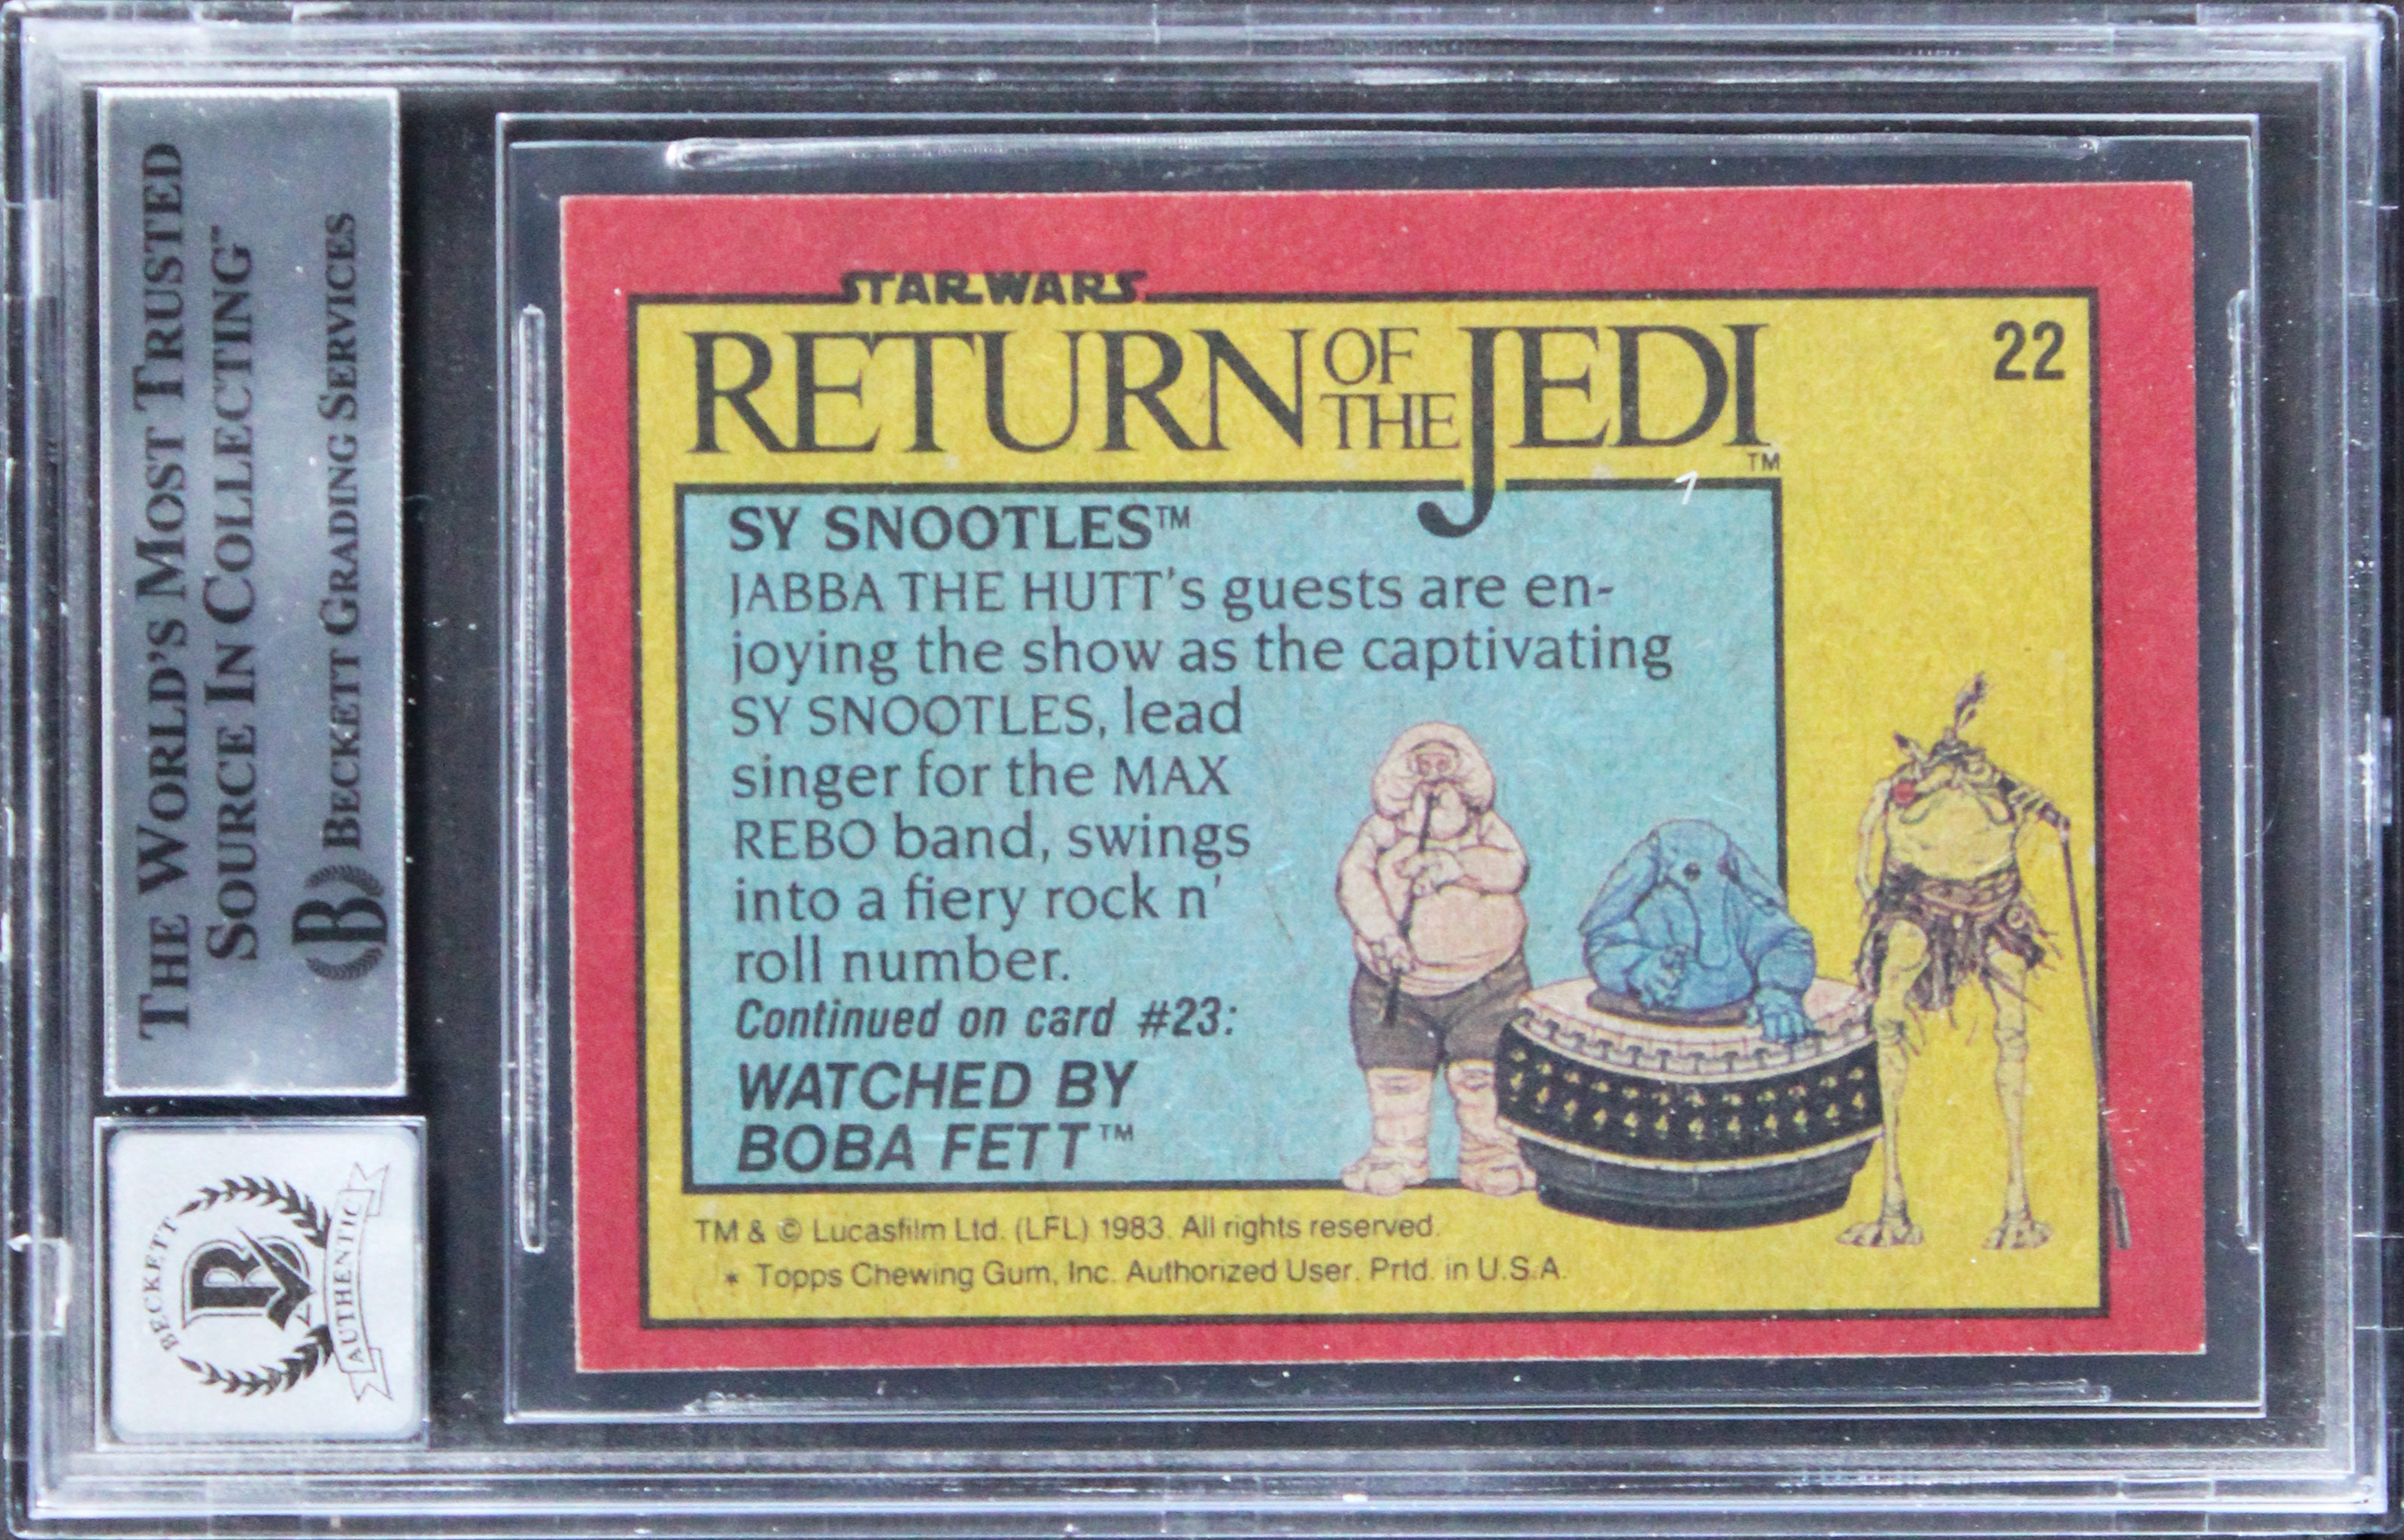 THE WORLD'S MOST TRUSTED
SOURCE IN COLLECTING™
B BECKETT GRADING SERVICES
BECKETT
B
AUTHENTIC
STAR WARS
RETURN OF THE JEDI™
22
SY SNOOTLES™
JABBA THE HUTT's guests are en-
joying the show as the captivating
SY SNOOTLES, lead
singer for the MAX
REBO band, swings
into a fiery rock n'
roll number.
Continued on card #23:
WATCHED BY
BOBA FETT™
TM & © Lucasfilm Ltd. (LFL) 1983. All rights reserved.
* Topps Chewing Gum, Inc. Authorized User. Prtd. in U.S.A.